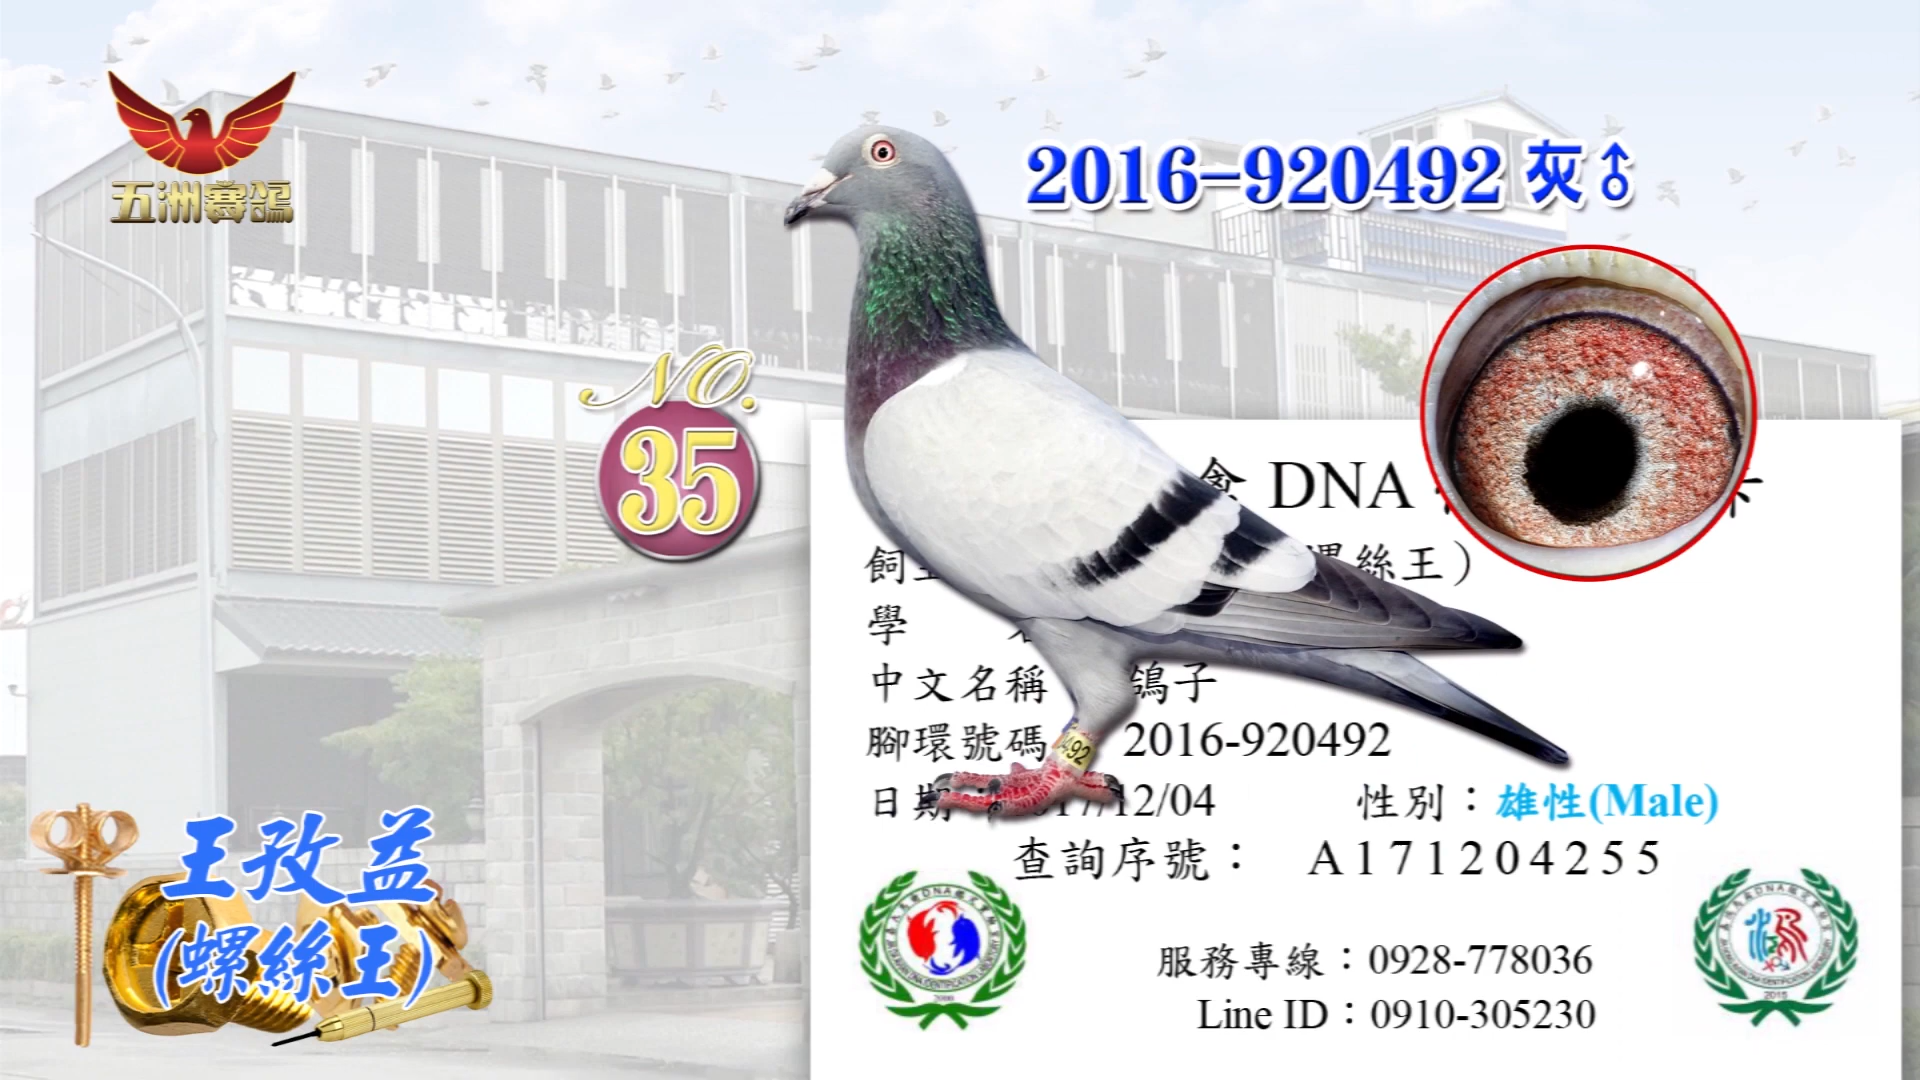 五洲賽鴿
2016-920492 灰♂
NO.
35
禽 DNA
飼
螺絲王）
學
中文名稱 鴿子
腳環號碼 2016-920492
492
日期：2017/12/04 性別：雄性(Male)
查詢序號： A171204255
服務專線：0928-778036
Line ID：0910-305230
王孜益
(螺絲王)